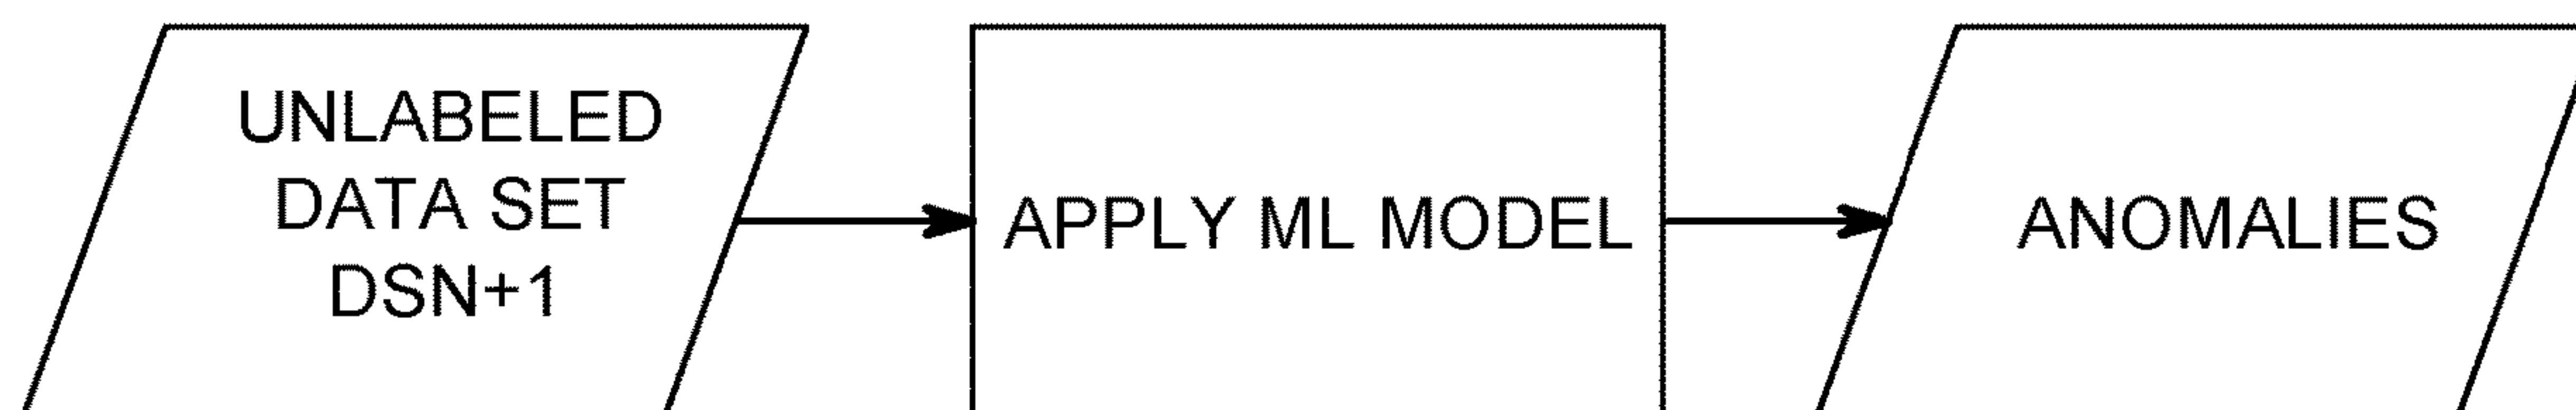 UNLABELED
DATA SET
DSN+1
APPLY ML MODEL
ANOMALIES